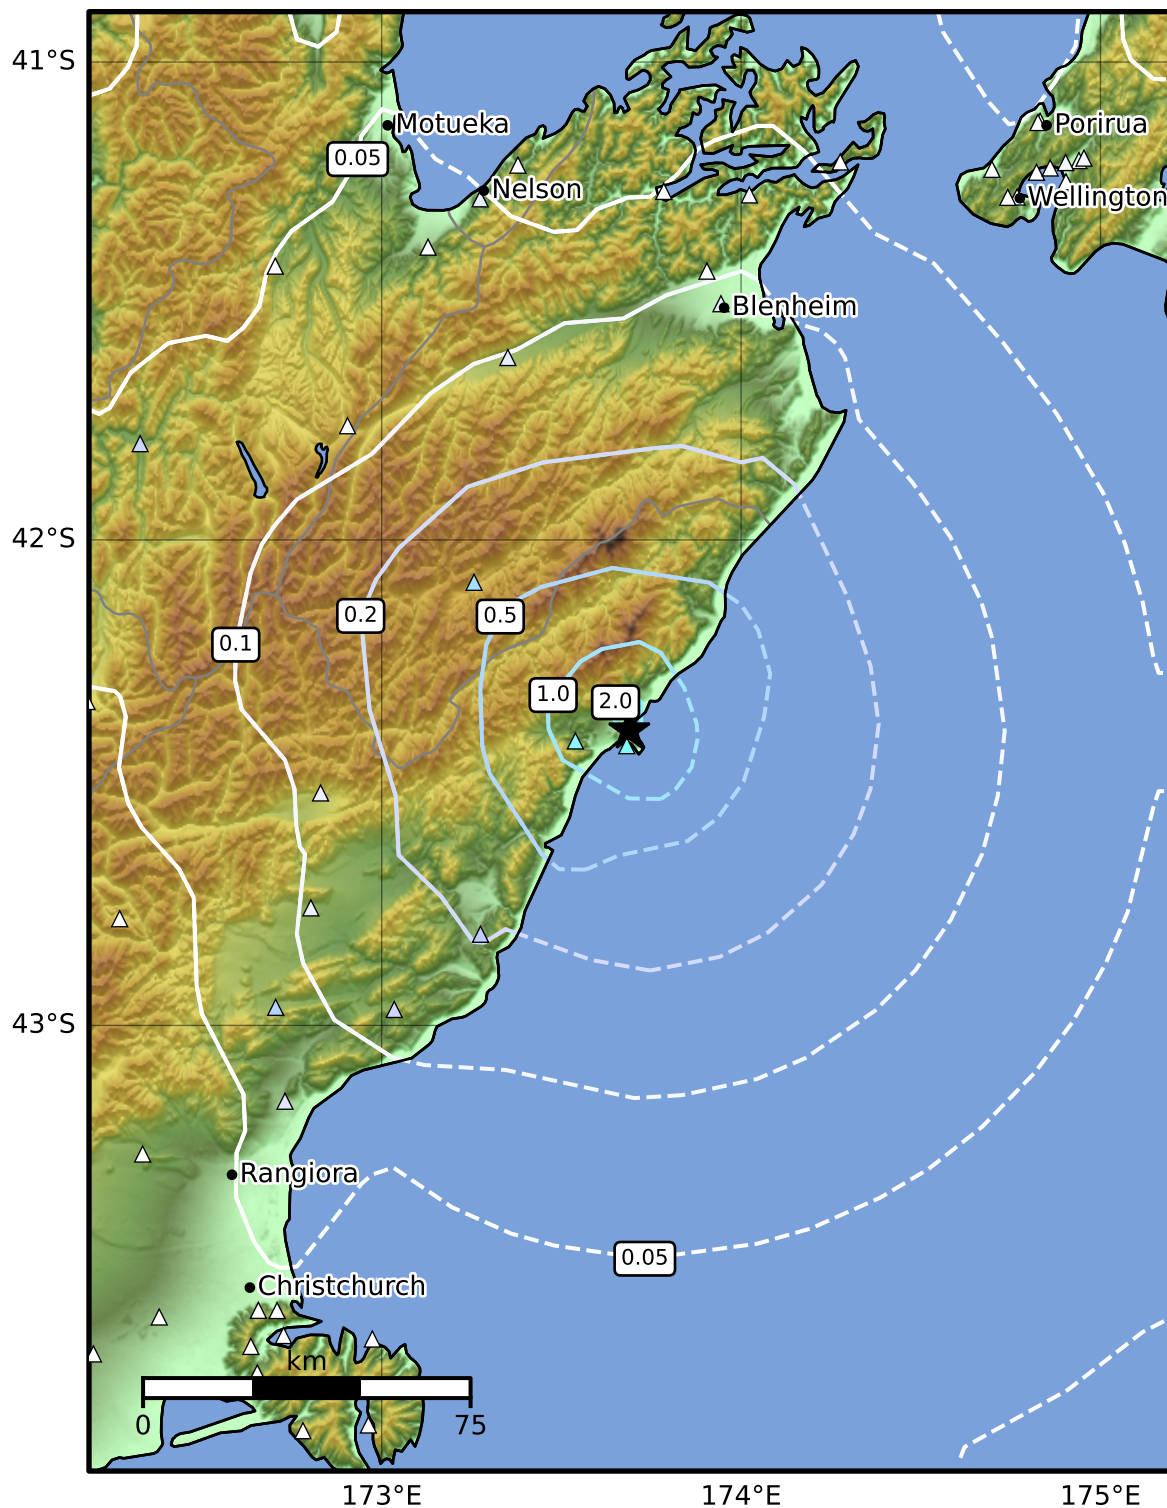 41°S
Motueka
Porirua
0.05
Nelson
Wellington
Blenheim
42°S
0.2
0.5
0.1
1.0
2.0
43°S
Rangiora
0.05
Christchurch
km
0
75
173°E
174°E
175°E